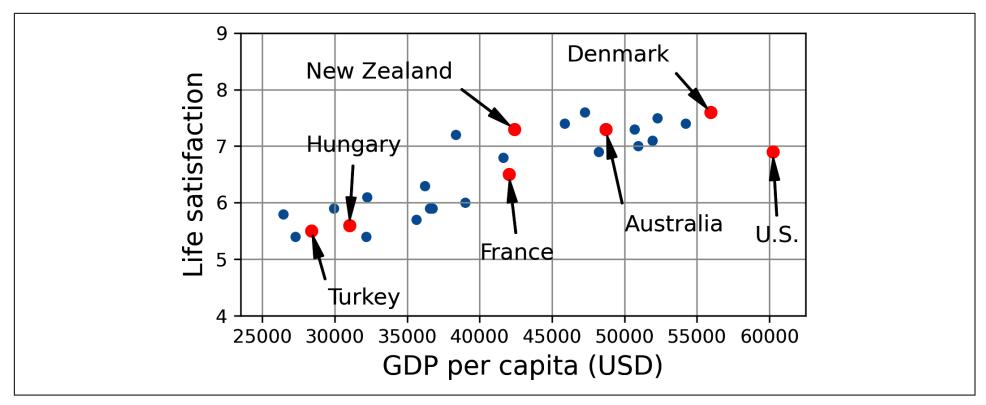 9
8
7
6
5
4
Life satisfaction
Denmark
New Zealand
Hungary
Australia
U.S.
France
Turkey
25000 30000 35000 40000 45000 50000 55000 60000
GDP per capita (USD)